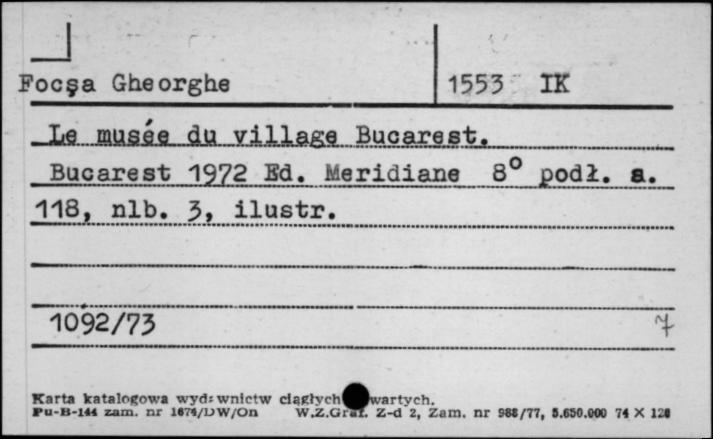 Focşa Gheorghe 1553 IK
Le musée du village Bucarest.
Bucarest 1972 Ed. Meridiane 8° podł. a.
118, nlb. 3, ilustr.
1092/73 7
Karta katalogowa wydawnictw ciągłych wartych.
Pu-B-144 zam. nr 1674/DW/On W.Z.Graf. Z-d 2, Zam. nr 988/77, 5.650.000 74 X 120